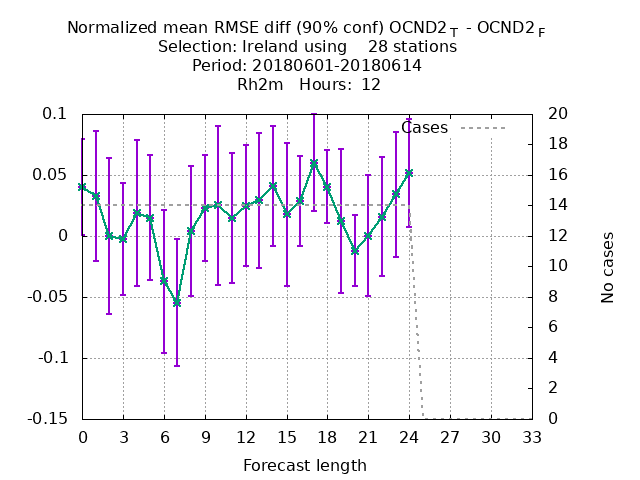 Normalized mean RMSE diff (90% conf) OCND2 T - OCND2 F
Selection: Ireland using 28 stations
Period: 20180601-20180614
Rh2m Hours: 12
Cases
0.1
0.05
0
-0.05
-0.1
-0.15
20
18
16
14
12
10
8
6
4
2
0
No cases
0 3 6 9 12 15 18 21 24 27 30 33
Forecast length